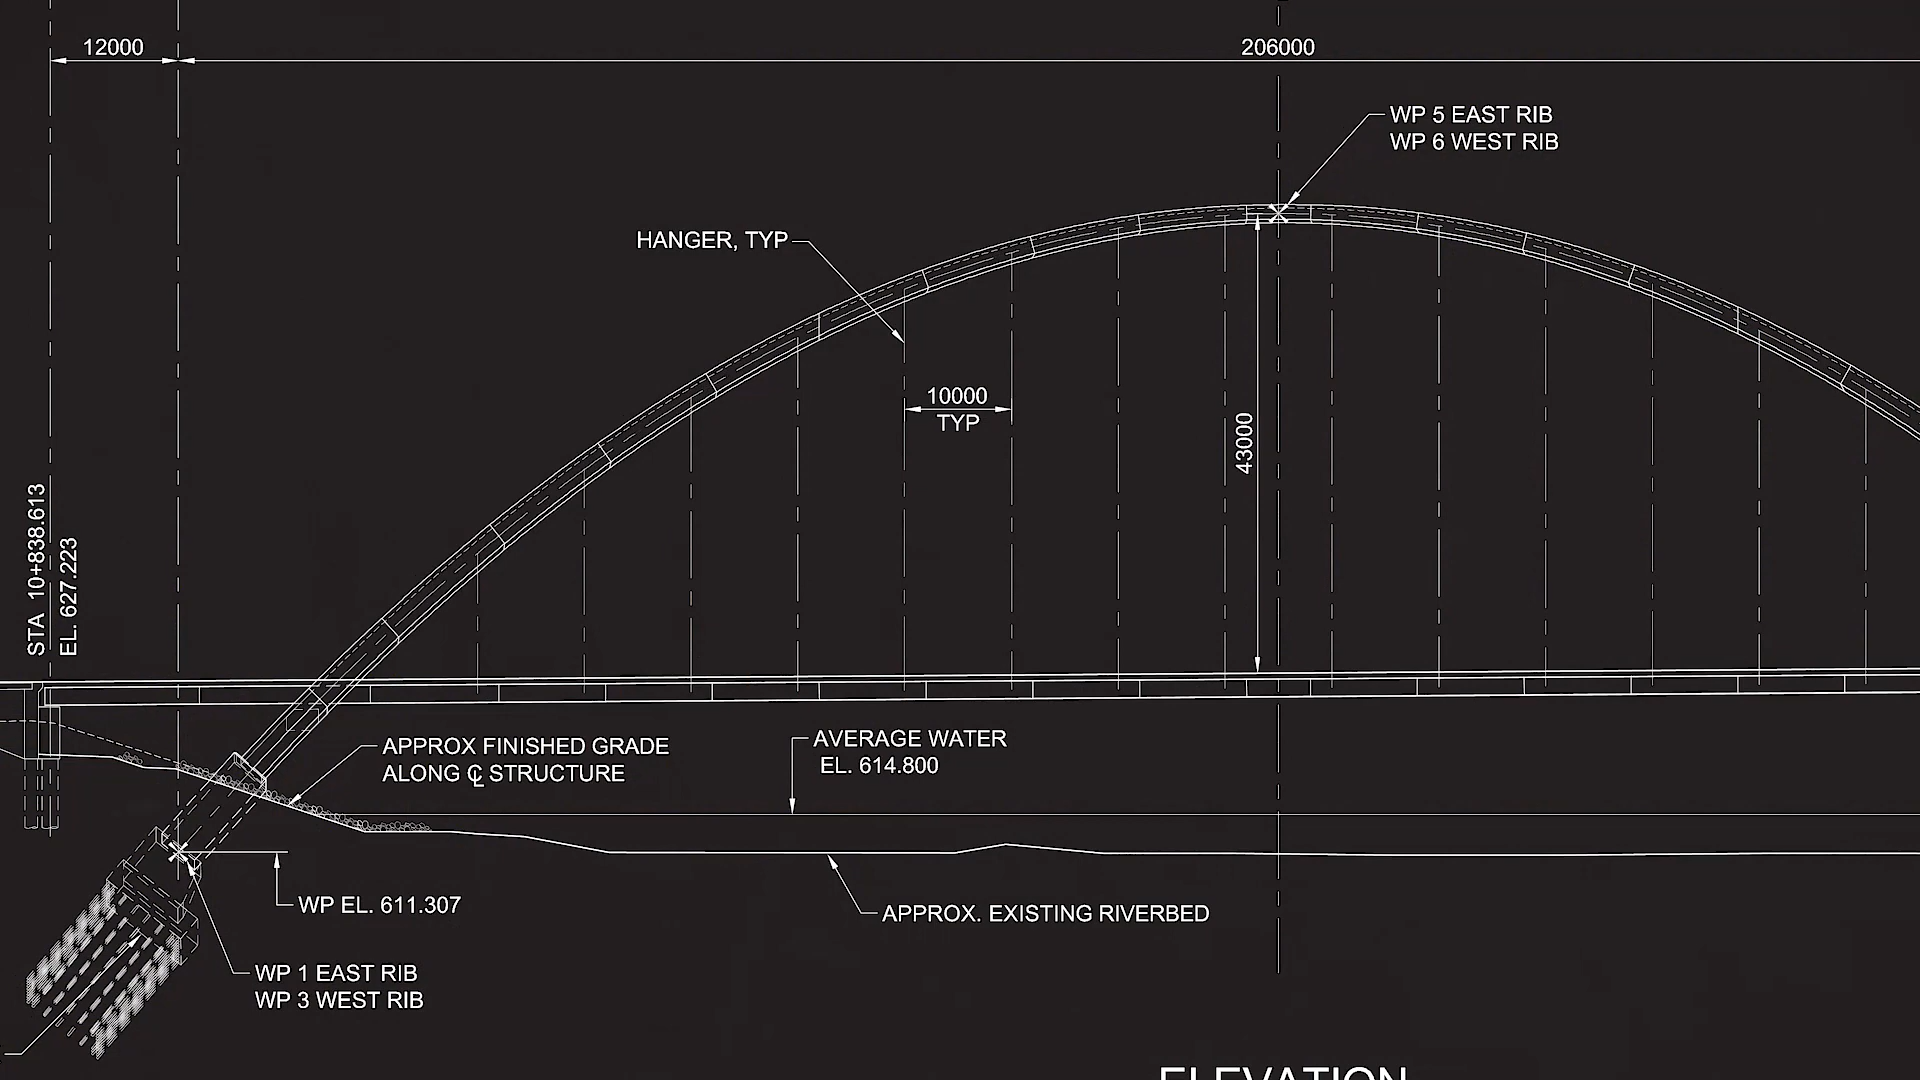 12000
206000
WP 5 EAST RIB
WP 6 WEST RIB
HANGER, TYP
10000
TYP
43000
STA 10+838.613
EL. 627.223
APPROX FINISHED GRADE
ALONG ℄ STRUCTURE
AVERAGE WATER
EL. 614.800
WP EL. 611.307
APPROX. EXISTING RIVERBED
WP 1 EAST RIB
WP 3 WEST RIB
ELEVATION